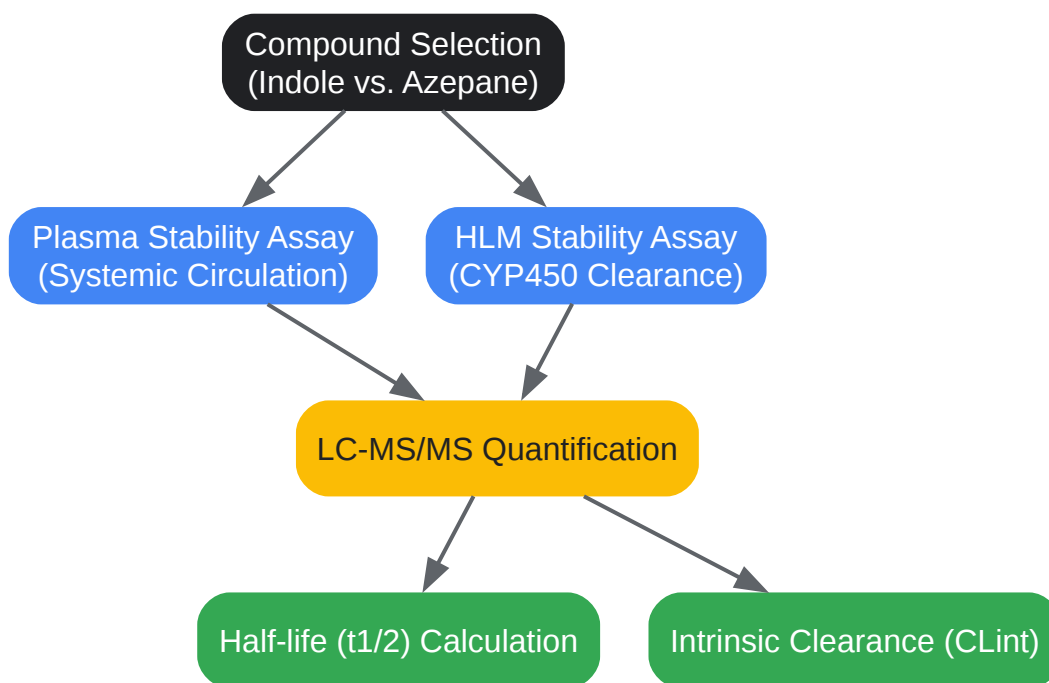 Compound Selection
(Indole vs. Azepane)
Plasma Stability Assay
(Systemic Circulation)
HLM Stability Assay
(CYP450 Clearance)
LC-MS/MS Quantification
Half-life (t1/2) Calculation
Intrinsic Clearance (CLint)